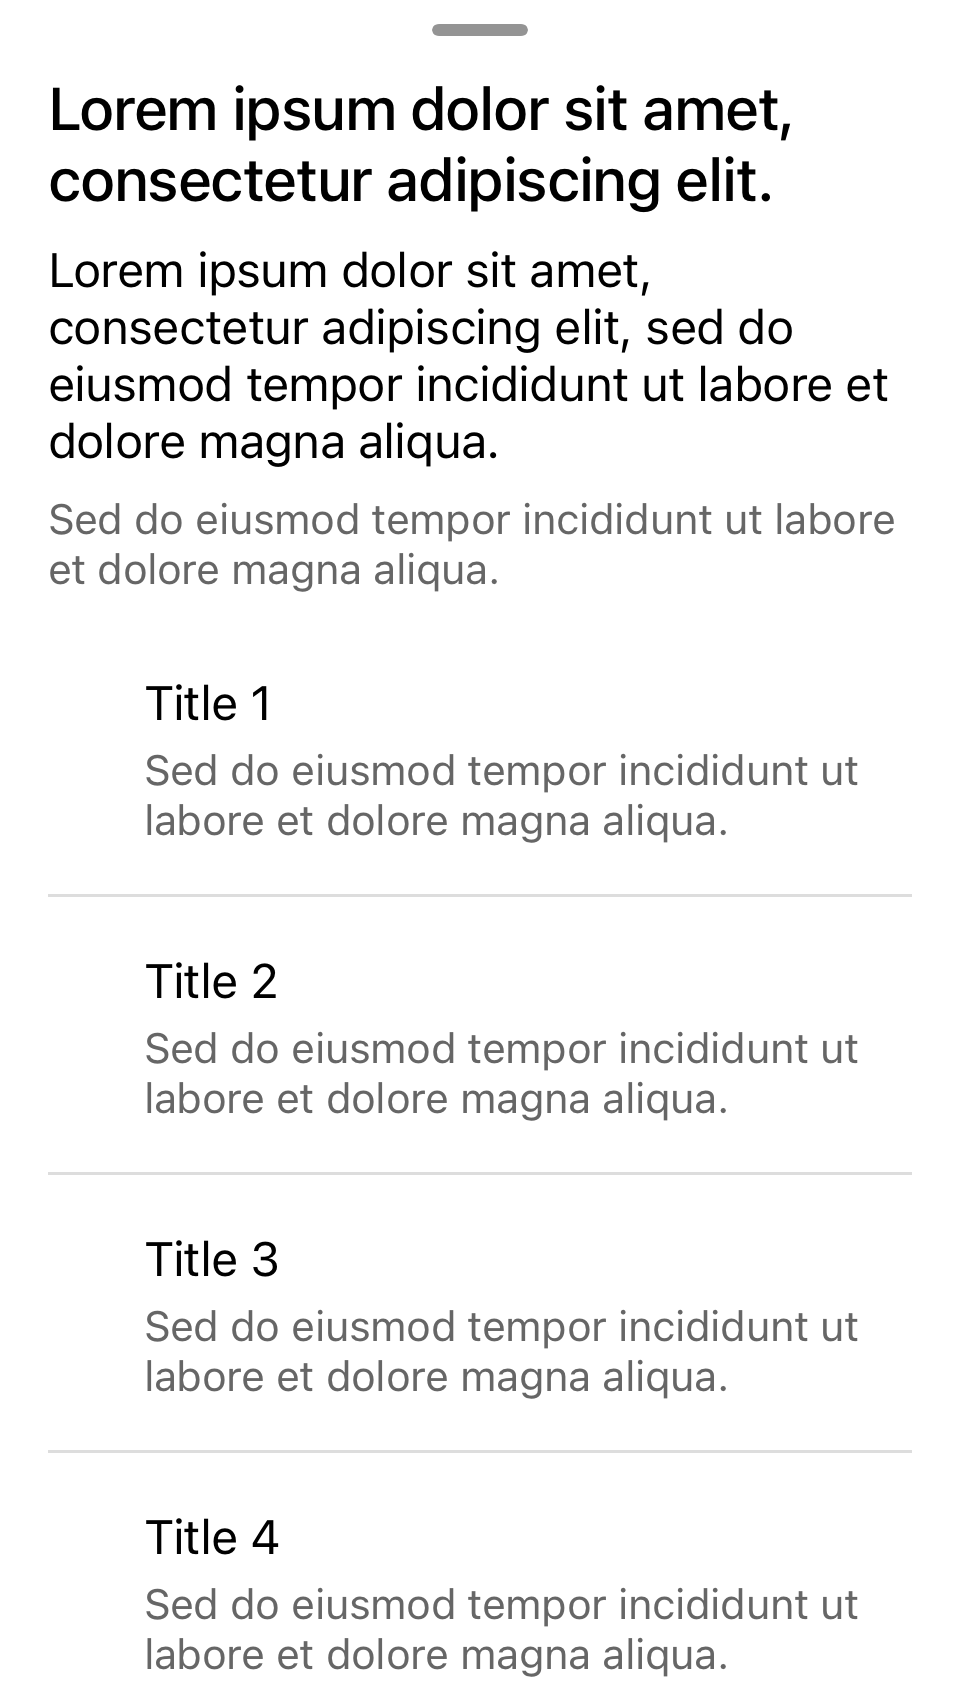 Lorem ipsum dolor sit amet,
consectetur adipiscing elit.
Lorem ipsum dolor sit amet,
consectetur adipiscing elit, sed do
eiusmod tempor incididunt ut labore et
dolore magna aliqua.
Sed do eiusmod tempor incididunt ut labore
et dolore magna aliqua.
Title 1
Sed do eiusmod tempor incididunt ut
labore et dolore magna aliqua.
Title 2
Sed do eiusmod tempor incididunt ut
labore et dolore magna aliqua.
Title 3
Sed do eiusmod tempor incididunt ut
labore et dolore magna aliqua.
Title 4
Sed do eiusmod tempor incididunt ut
labore et dolore magna aliqua.